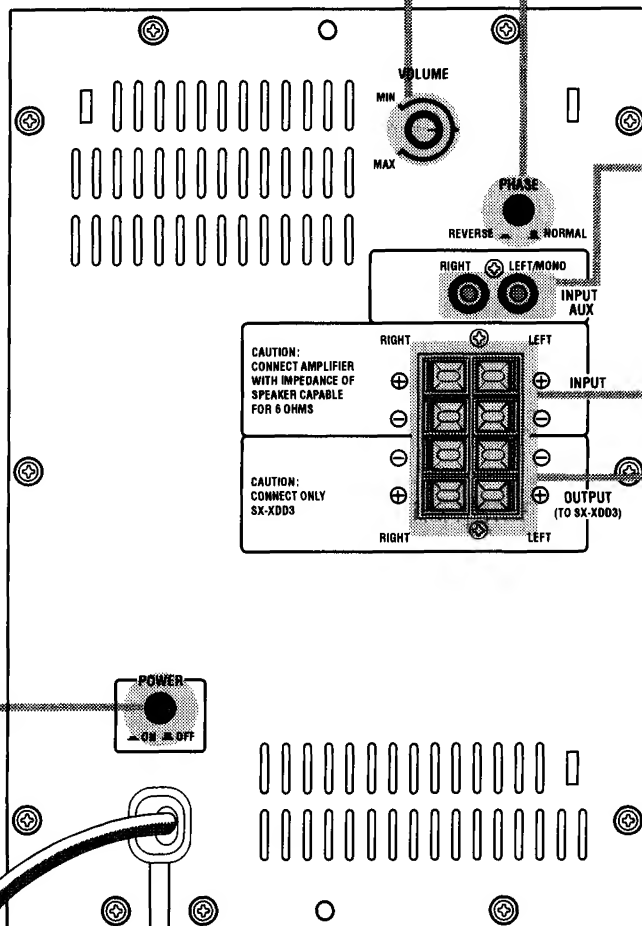 VOLUME
MIN
MAX
PHASE
REVERSE NORMAL
RIGHT LEFT/MONO
INPUT
AUX
RIGHT LEFT
CAUTION:
CONNECT AMPLIFIER
WITH IMPEDANCE OF
SPEAKER CAPABLE
FOR 6 OHMS
⊕ ⊕ INPUT
⊖ ⊖
⊖ ⊖
CAUTION:
CONNECT ONLY
SX-XDD3
⊕ ⊕ OUTPUT
(TO SX-XDD3)
RIGHT LEFT
POWER
ON OFF